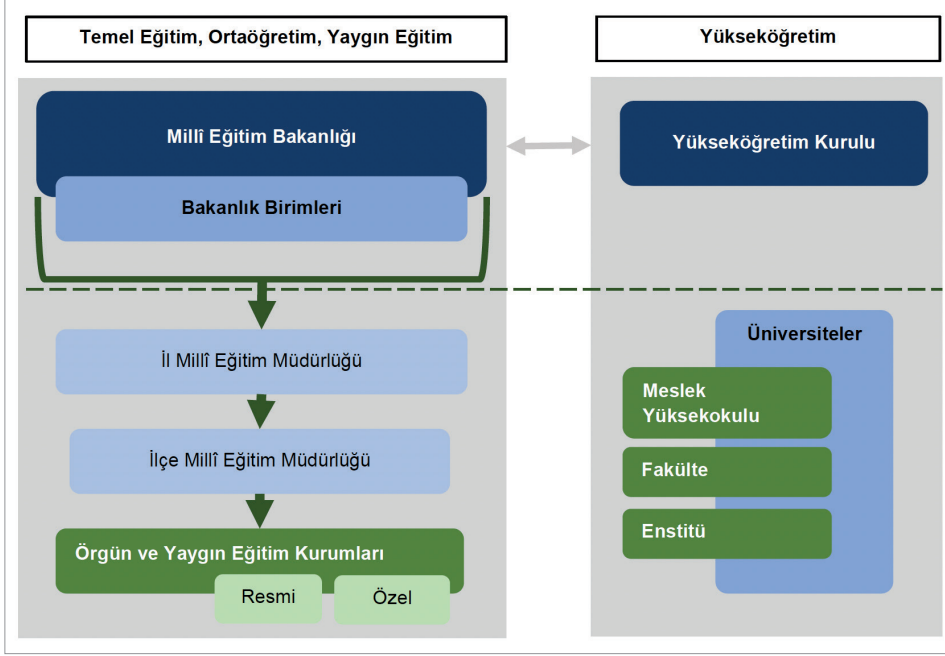 Temel Eğitim, Ortaöğretim, Yaygın Eğitim
Yükseköğretim
Millî Eğitim Bakanlığı
Bakanlık Birimleri
Yükseköğretim Kurulu
İl Millî Eğitim Müdürlüğü
İlçe Millî Eğitim Müdürlüğü
Örgün ve Yaygın Eğitim Kurumları
Resmi
Özel
Üniversiteler
Meslek
Yüksekokulu
Fakülte
Enstitü